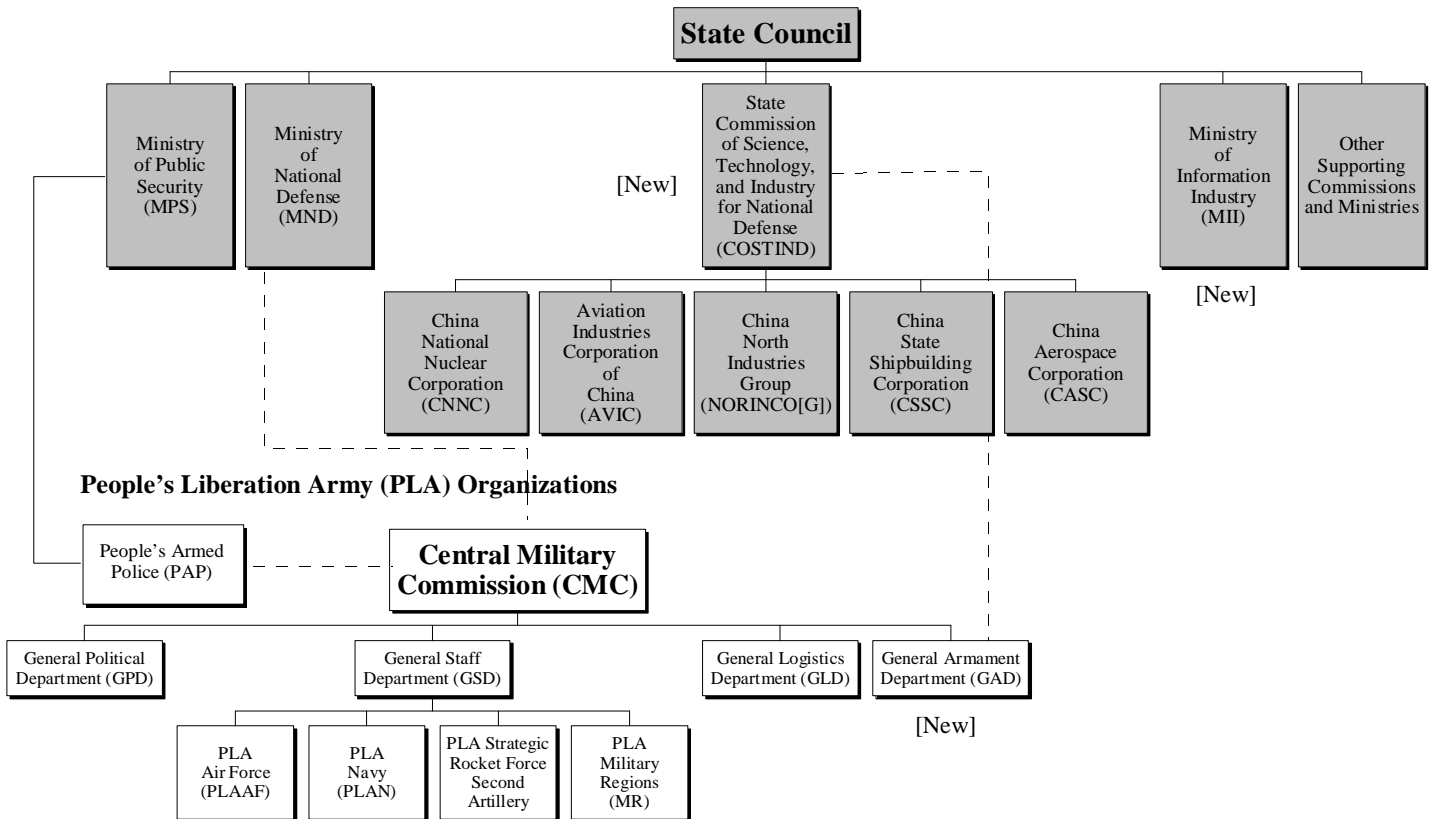 State Council
Ministry
of Public
Security
(MPS)
Ministry
of
National
Defense
(MND)
[New]
State
Commission
of Science,
Technology,
and Industry
for National
Defense
(COSTIND)
Ministry
of
Information
Industry
(MII)
[New]
Other
Supporting
Commissions
and Ministries
China
National
Nuclear
Corporation
(CNNC)
Aviation
Industries
Corporation
of
China
(AVIC)
China
North
Industries
Group
(NORINCO[G])
China
State
Shipbuilding
Corporation
(CSSC)
China
Aerospace
Corporation
(CASC)
People's Liberation Army (PLA) Organizations
People's Armed
Police (PAP)
Central Military
Commission (CMC)
General Political
Department (GPD)
General Staff
Department (GSD)
General Logistics
Department (GLD)
General Armament
Department (GAD)
[New]
PLA
Air Force
(PLAAF)
PLA
Navy
(PLAN)
PLA Strategic
Rocket Force
Second
Artillery
PLA
Military
Regions
(MR)